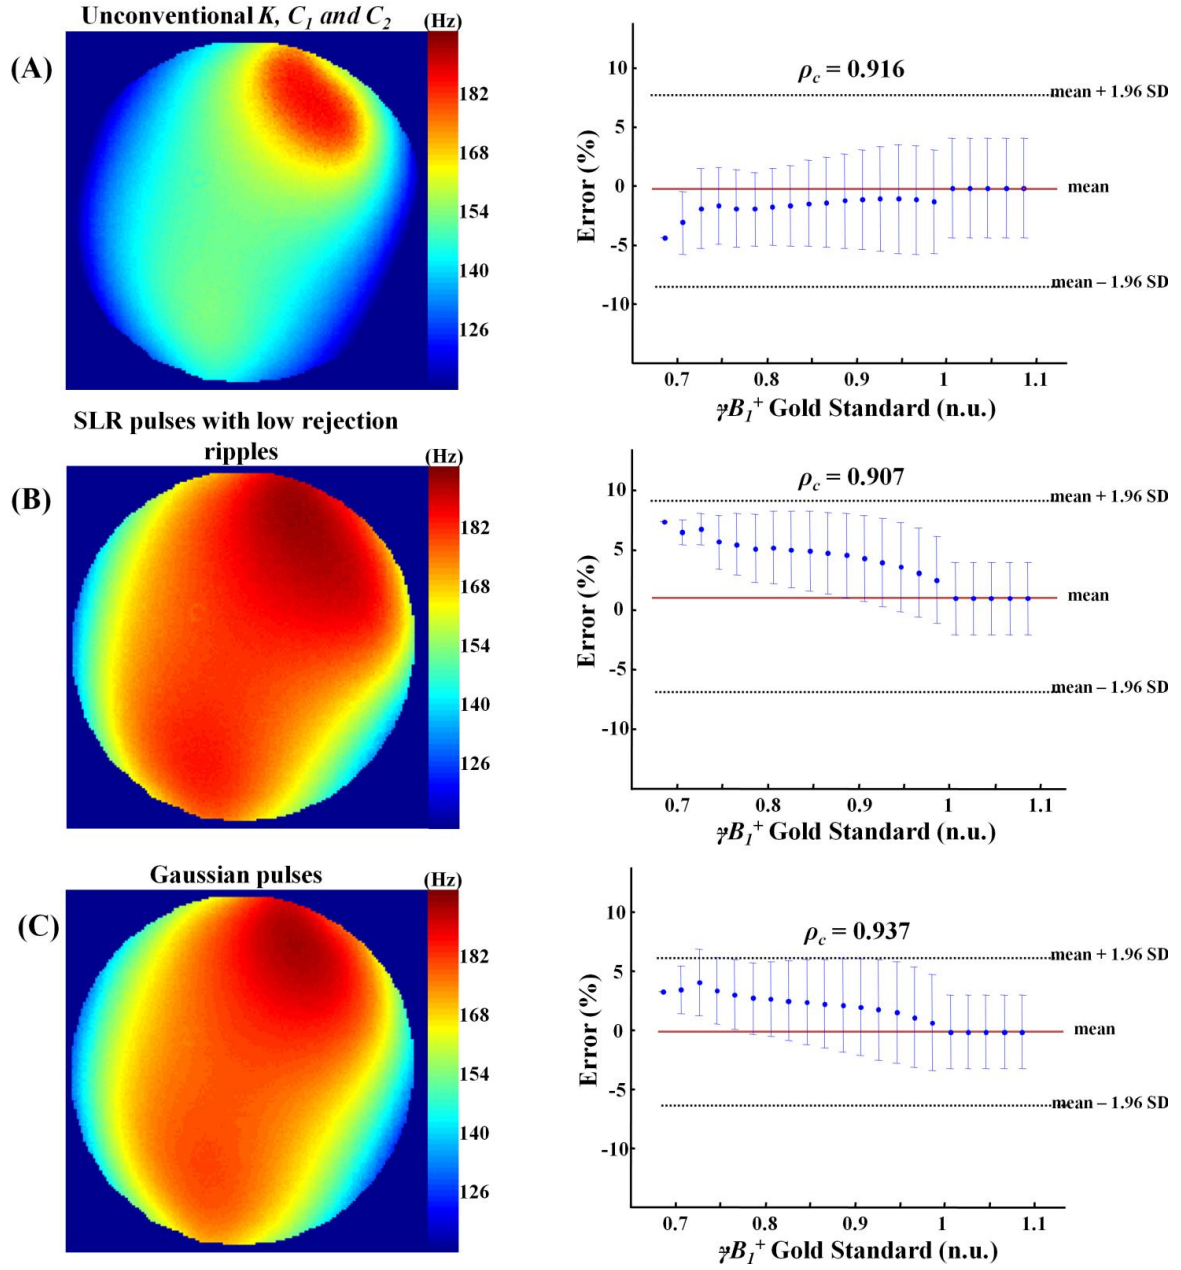 Unconventional K, C1 and C2
(Hz)
(A)
182
168
154
140
126
10
5
0
-5
-10
Error (%)
ρc = 0.916
mean + 1.96 SD
mean
mean – 1.96 SD
0.7 0.8 0.9 1 1.1
ɣB1+ Gold Standard (n.u.)
SLR pulses with low rejection
ripples
(Hz)
(B)
182
168
154
140
126
10
5
0
-5
-10
Error (%)
ρc = 0.907
mean + 1.96 SD
mean
mean – 1.96 SD
0.7 0.8 0.9 1 1.1
ɣB1+ Gold Standard (n.u.)
Gaussian pulses
(Hz)
(C)
182
168
154
140
126
10
5
0
-5
-10
Error (%)
ρc = 0.937
mean + 1.96 SD
mean
mean – 1.96 SD
0.7 0.8 0.9 1 1.1
ɣB1+ Gold Standard (n.u.)